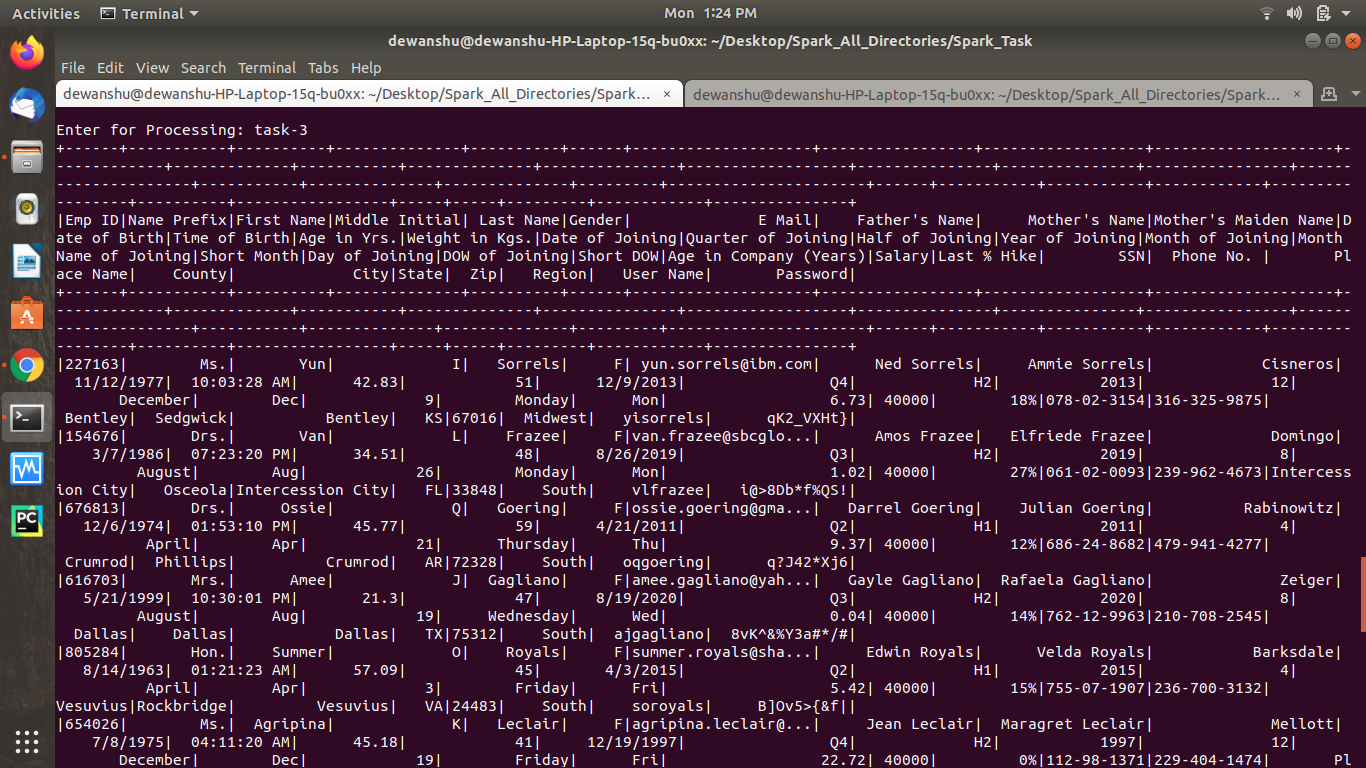 Activities Terminal Mon 1:24 PM
dewanshu@dewanshu-HP-Laptop-15q-bu0xx: ~/Desktop/Spark_All_Directories/Spark_Task
File Edit View Search Terminal Tabs Help
dewanshu@dewanshu-HP-Laptop-15q-bu0xx: ~/Desktop/Spark_All_Directories/Spark... × dewanshu@dewanshu-HP-Laptop-15q-bu0xx: ~/Desktop/Spark_All_Directories/Spark... ×
Enter for Processing: task-3
+------+-----------+----------+--------------+----------+------+--------------------+-----------------+------------------+--------------------+-
-------------+-------------+-----------+--------------+---------------+------------------+---------------+---------------+----------------+------
---------------+-----------+--------------+--------------+---------+----------------------+------+-----------+-----------+------------+---------
--------+----------+------------------+-----+-----+---------+------------+---------------+
|Emp ID|Name Prefix|First Name|Middle Initial| Last Name|Gender| E Mail| Father's Name| Mother's Name|Mother's Maiden Name|D
ate of Birth|Time of Birth|Age in Yrs.|Weight in Kgs.|Date of Joining|Quarter of Joining|Half of Joining|Year of Joining|Month of Joining|Month
Name of Joining|Short Month|Day of Joining|DOW of Joining|Short DOW|Age in Company (Years)|Salary|Last % Hike| SSN| Phone No. | Pl
ace Name| County| City|State| Zip| Region| User Name| Password|
+------+-----------+----------+--------------+----------+------+--------------------+-----------------+------------------+--------------------+-
-------------+-------------+-----------+--------------+---------------+------------------+---------------+---------------+----------------+------
---------------+-----------+--------------+--------------+---------+----------------------+------+-----------+-----------+------------+---------
--------+----------+------------------+-----+-----+---------+------------+---------------+
|227163| Ms.| Yun| I| Sorrels| F| yun.sorrels@ibm.com| Ned Sorrels| Ammie Sorrels| Cisneros|
11/12/1977| 10:03:28 AM| 42.83| 51| 12/9/2013| Q4| H2| 2013| 12|
December| Dec| 9| Monday| Mon| 6.73| 40000| 18%|078-02-3154|316-325-9875|
Bentley| Sedgwick| Bentley| KS|67016| Midwest| yisorrels| qK2_VXHt}|
|154676| Drs.| Van| L| Frazee| F|van.frazee@sbcglo...| Amos Frazee| Elfriede Frazee| Domingo|
3/7/1986| 07:23:20 PM| 34.51| 48| 8/26/2019| Q3| H2| 2019| 8|
August| Aug| 26| Monday| Mon| 1.02| 40000| 27%|061-02-0093|239-962-4673|Intercess
ion City| Osceola|Intercession City| FL|33848| South| vlfrazee| i@>8Db*f%QS!|
|676813| Drs.| Ossie| Q| Goering| F|ossie.goering@gma...| Darrel Goering| Julian Goering| Rabinowitz|
12/6/1974| 01:53:10 PM| 45.77| 59| 4/21/2011| Q2| H1| 2011| 4|
April| Apr| 21| Thursday| Thu| 9.37| 40000| 12%|686-24-8682|479-941-4277|
Crumrod| Phillips| Crumrod| AR|72328| South| oqgoering| q?J42*Xj6|
|616703| Mrs.| Amee| J| Gagliano| F|amee.gagliano@yah...| Gayle Gagliano| Rafaela Gagliano| Zeiger|
5/21/1999| 10:30:01 PM| 21.3| 47| 8/19/2020| Q3| H2| 2020| 8|
August| Aug| 19| Wednesday| Wed| 0.04| 40000| 14%|762-12-9963|210-708-2545|
Dallas| Dallas| Dallas| TX|75312| South| ajgagliano| 8vK^&%Y3a#*/#|
|805284| Hon.| Summer| O| Royals| F|summer.royals@sha...| Edwin Royals| Velda Royals| Barksdale|
8/14/1963| 01:21:23 AM| 57.09| 45| 4/3/2015| Q2| H1| 2015| 4|
April| Apr| 3| Friday| Fri| 5.42| 40000| 15%|755-07-1907|236-700-3132|
Vesuvius|Rockbridge| Vesuvius| VA|24483| South| soroyals| B]Ov5>{&f||
|654026| Ms.| Agripina| K| Leclair| F|agripina.leclair@...| Jean Leclair| Maragret Leclair| Mellott|
7/8/1975| 04:11:20 AM| 45.18| 41| 12/19/1997| Q4| H2| 1997| 12|
December| Dec| 19| Friday| Fri| 22.72| 40000| 0%|112-98-1371|229-404-1474| Pl